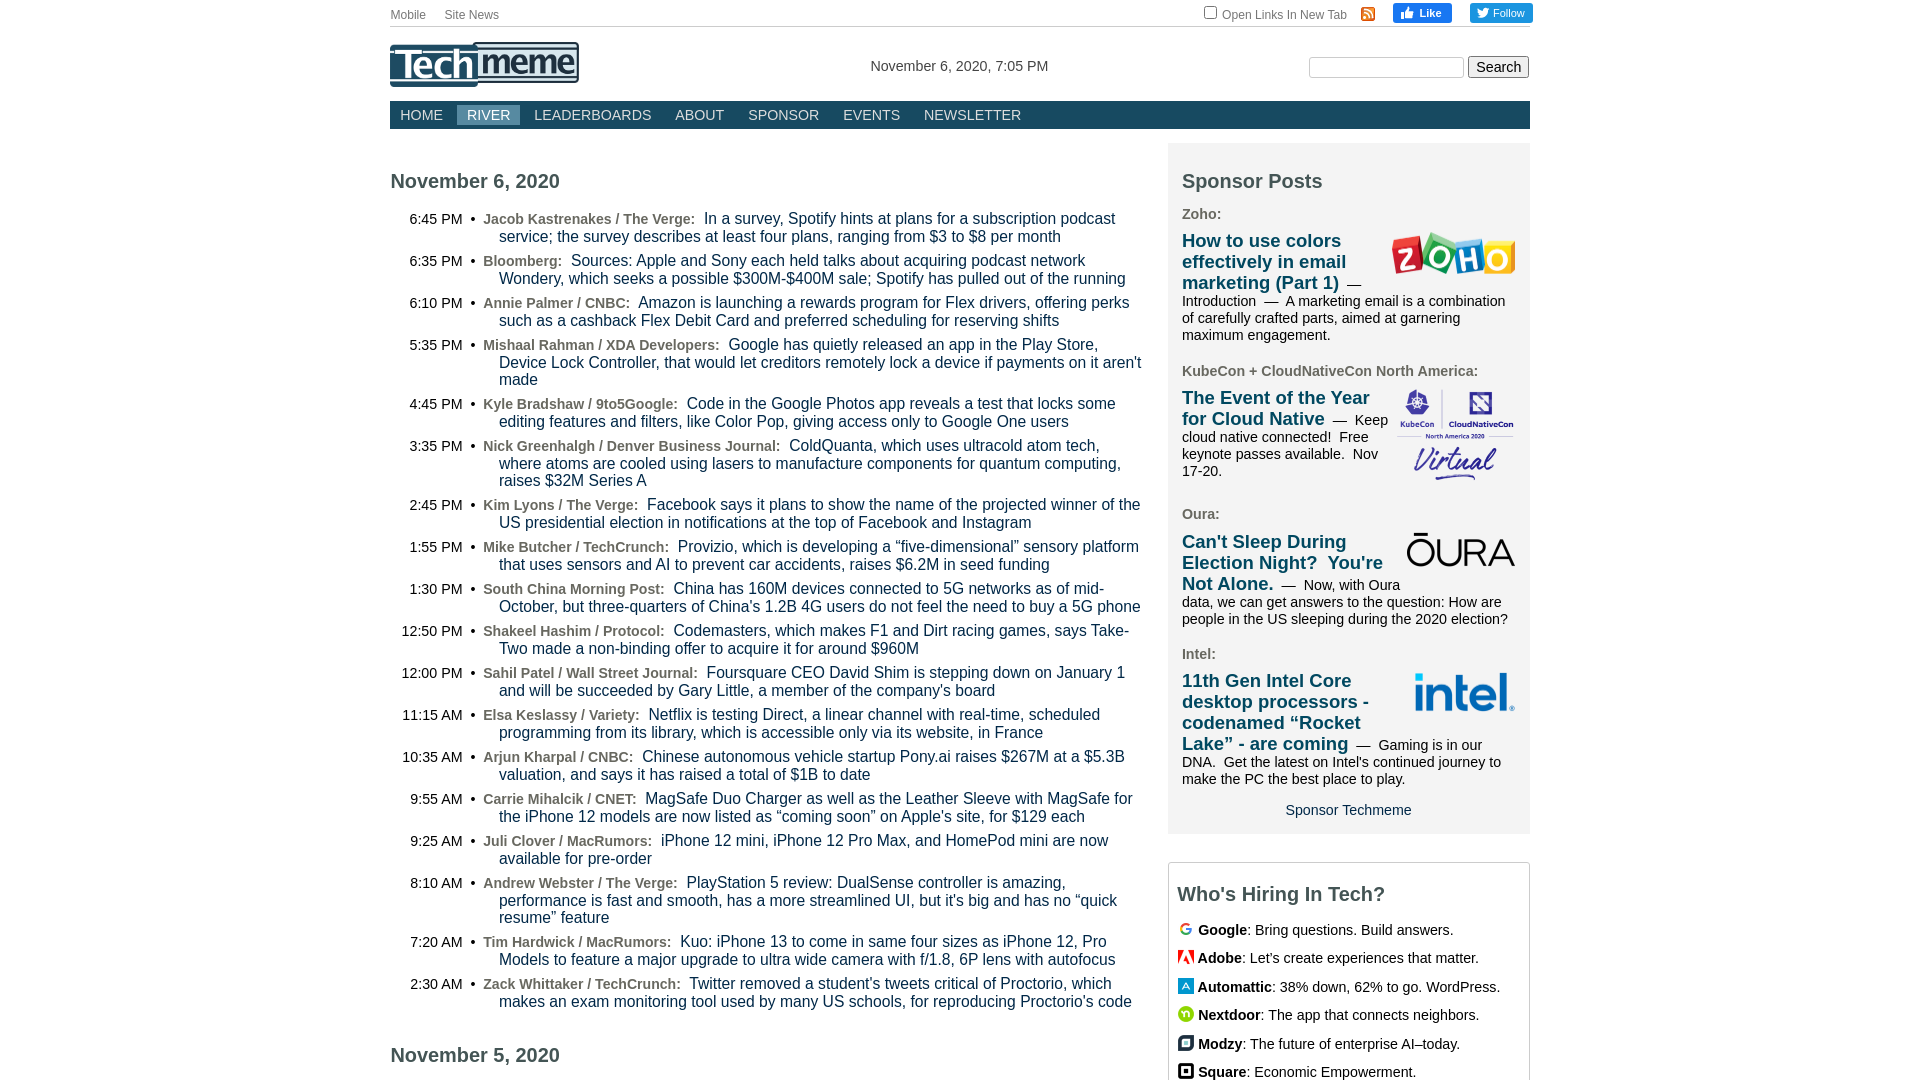 Mobile Site News Open Links In New Tab Like Follow
Techmeme November 6, 2020, 7:05 PM Search
HOME RIVER LEADERBOARDS ABOUT SPONSOR EVENTS NEWSLETTER
November 6, 2020
6:45 PM • Jacob Kastrenakes / The Verge: In a survey, Spotify hints at plans for a subscription podcast
service; the survey describes at least four plans, ranging from $3 to $8 per month
6:35 PM • Bloomberg: Sources: Apple and Sony each held talks about acquiring podcast network
Wondery, which seeks a possible $300M-$400M sale; Spotify has pulled out of the running
6:10 PM • Annie Palmer / CNBC: Amazon is launching a rewards program for Flex drivers, offering perks
such as a cashback Flex Debit Card and preferred scheduling for reserving shifts
5:35 PM • Mishaal Rahman / XDA Developers: Google has quietly released an app in the Play Store,
Device Lock Controller, that would let creditors remotely lock a device if payments on it aren't
made
4:45 PM • Kyle Bradshaw / 9to5Google: Code in the Google Photos app reveals a test that locks some
editing features and filters, like Color Pop, giving access only to Google One users
3:35 PM • Nick Greenhalgh / Denver Business Journal: ColdQuanta, which uses ultracold atom tech,
where atoms are cooled using lasers to manufacture components for quantum computing,
raises $32M Series A
2:45 PM • Kim Lyons / The Verge: Facebook says it plans to show the name of the projected winner of the
US presidential election in notifications at the top of Facebook and Instagram
1:55 PM • Mike Butcher / TechCrunch: Provizio, which is developing a “five-dimensional” sensory platform
that uses sensors and AI to prevent car accidents, raises $6.2M in seed funding
1:30 PM • South China Morning Post: China has 160M devices connected to 5G networks as of mid-
October, but three-quarters of China's 1.2B 4G users do not feel the need to buy a 5G phone
12:50 PM • Shakeel Hashim / Protocol: Codemasters, which makes F1 and Dirt racing games, says Take-
Two made a non-binding offer to acquire it for around $960M
12:00 PM • Sahil Patel / Wall Street Journal: Foursquare CEO David Shim is stepping down on January 1
and will be succeeded by Gary Little, a member of the company's board
11:15 AM • Elsa Keslassy / Variety: Netflix is testing Direct, a linear channel with real-time, scheduled
programming from its library, which is accessible only via its website, in France
10:35 AM • Arjun Kharpal / CNBC: Chinese autonomous vehicle startup Pony.ai raises $267M at a $5.3B
valuation, and says it has raised a total of $1B to date
9:55 AM • Carrie Mihalcik / CNET: MagSafe Duo Charger as well as the Leather Sleeve with MagSafe for
the iPhone 12 models are now listed as “coming soon” on Apple's site, for $129 each
9:25 AM • Juli Clover / MacRumors: iPhone 12 mini, iPhone 12 Pro Max, and HomePod mini are now
available for pre-order
8:10 AM • Andrew Webster / The Verge: PlayStation 5 review: DualSense controller is amazing,
performance is fast and smooth, has a more streamlined UI, but it's big and has no “quick
resume” feature
7:20 AM • Tim Hardwick / MacRumors: Kuo: iPhone 13 to come in same four sizes as iPhone 12, Pro
Models to feature a major upgrade to ultra wide camera with f/1.8, 6P lens with autofocus
2:30 AM • Zack Whittaker / TechCrunch: Twitter removed a student's tweets critical of Proctorio, which
makes an exam monitoring tool used by many US schools, for reproducing Proctorio's code
November 5, 2020
Sponsor Posts
Zoho:
How to use colors
effectively in email
marketing (Part 1) —
ZOHO
Introduction — A marketing email is a combination
of carefully crafted parts, aimed at garnering
maximum engagement.
KubeCon + CloudNativeCon North America:
The Event of the Year
for Cloud Native — Keep
cloud native connected! Free
keynote passes available. Nov
17-20.
KubeCon CloudNativeCon
North America 2020
Virtual
Oura:
Can't Sleep During
Election Night? You're
Not Alone. — Now, with Oura
ŌURA
data, we can get answers to the question: How are
people in the US sleeping during the 2020 election?
Intel:
11th Gen Intel Core
desktop processors -
codenamed “Rocket
Lake” - are coming — Gaming is in our
intel.
DNA. Get the latest on Intel's continued journey to
make the PC the best place to play.
Sponsor Techmeme
Who's Hiring In Tech?
Google: Bring questions. Build answers.
Adobe: Let’s create experiences that matter.
Automattic: 38% down, 62% to go. WordPress.
Nextdoor: The app that connects neighbors.
Modzy: The future of enterprise AI–today.
Square: Economic Empowerment.